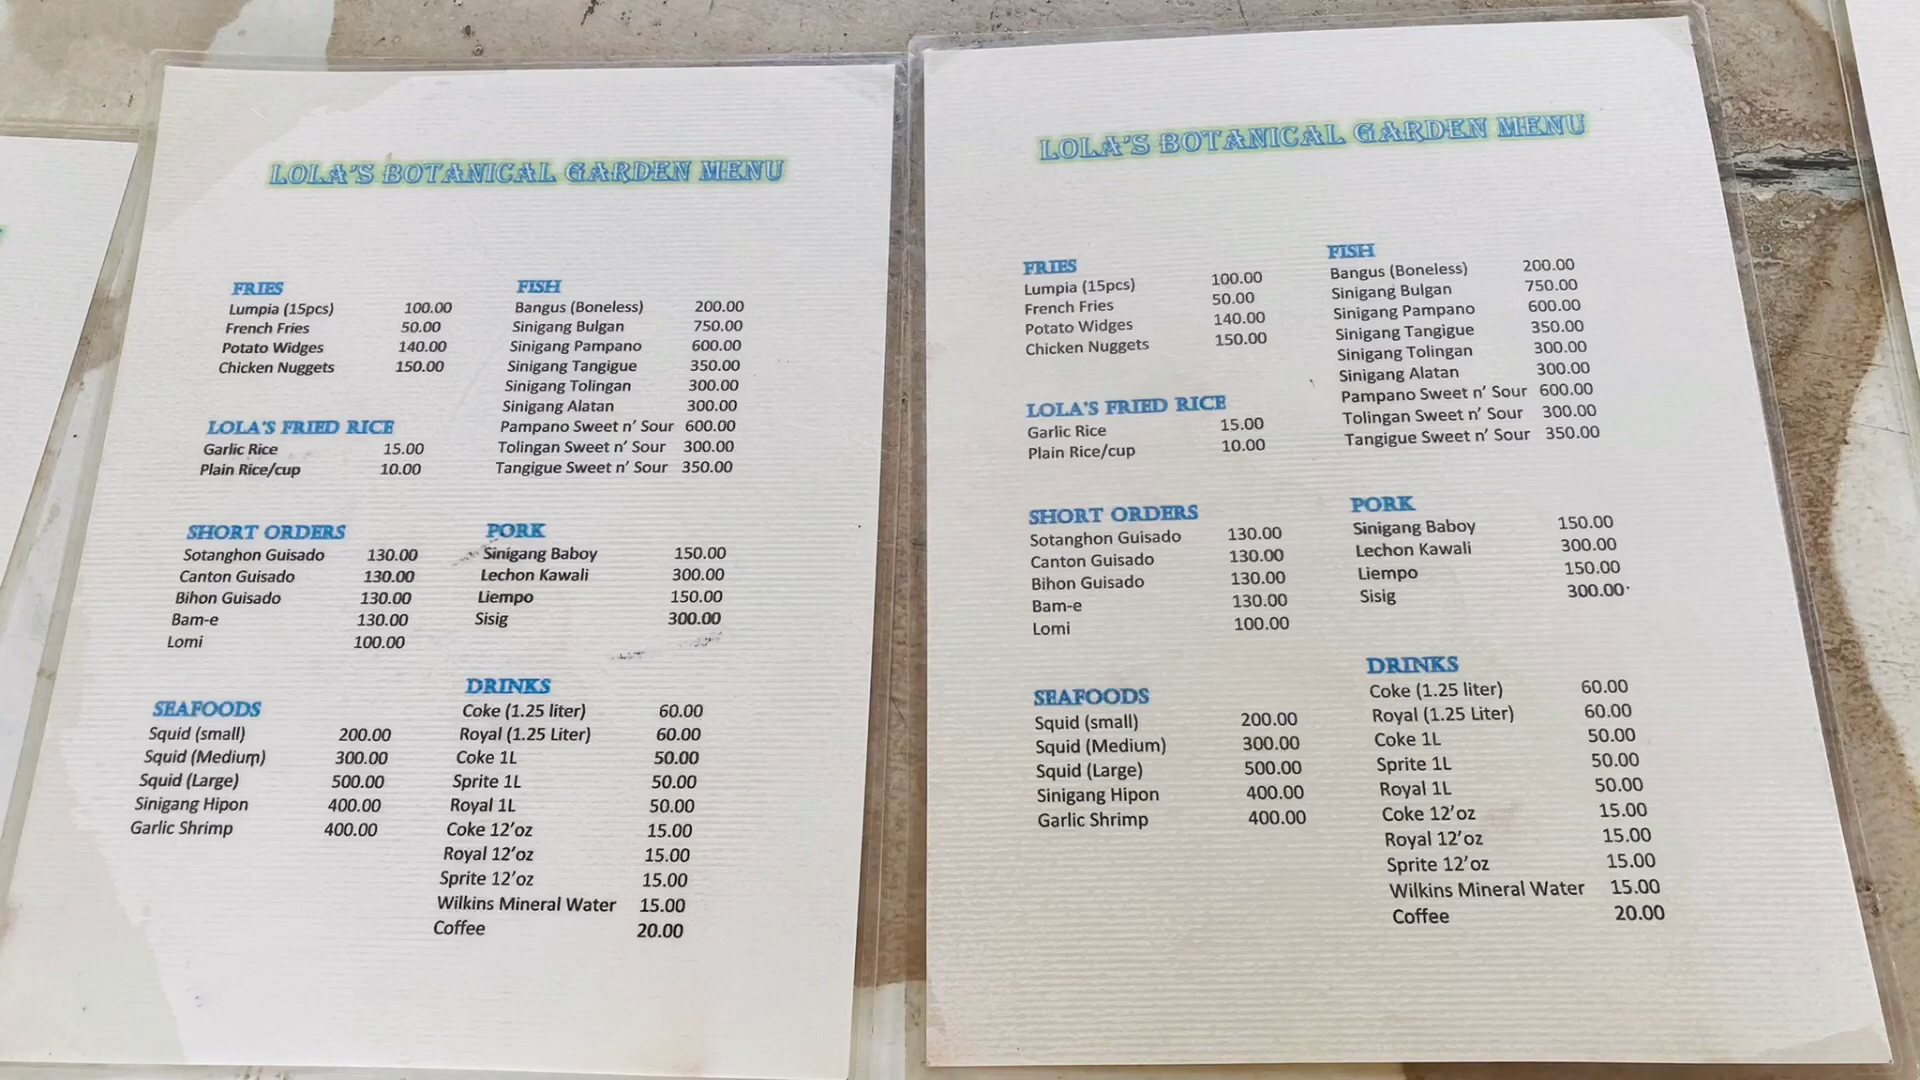 LOLA'S BOTANICAL GARDEN MENU
FRIES
Lumpia (15pcs) 100.00
French Fries 50.00
Potato Widges 140.00
Chicken Nuggets 150.00
LOLA'S FRIED RICE
Garlic Rice 15.00
Plain Rice/cup 10.00
SHORT ORDERS
Sotanghon Guisado 130.00
Canton Guisado 130.00
Bihon Guisado 130.00
Bam-e 130.00
Lomi 100.00
SEAFOODS
Squid (small) 200.00
Squid (Medium) 300.00
Squid (Large) 500.00
Sinigang Hipon 400.00
Garlic Shrimp 400.00
FISH
Bangus (Boneless) 200.00
Sinigang Bulgan 750.00
Sinigang Pampano 600.00
Sinigang Tangigue 350.00
Sinigang Tolingan 300.00
Sinigang Alatan 300.00
Pampano Sweet n' Sour 600.00
Tolingan Sweet n' Sour 300.00
Tangigue Sweet n' Sour 350.00
PORK
Sinigang Baboy 150.00
Lechon Kawali 300.00
Liempo 150.00
Sisig 300.00
DRINKS
Coke (1.25 liter) 60.00
Royal (1.25 Liter) 60.00
Coke 1L 50.00
Sprite 1L 50.00
Royal 1L 50.00
Coke 12'oz 15.00
Royal 12'oz 15.00
Sprite 12'oz 15.00
Wilkins Mineral Water 15.00
Coffee 20.00
LOLA'S BOTANICAL GARDEN MENU
FRIES
Lumpia (15pcs) 100.00
French Fries 50.00
Potato Widges 140.00
Chicken Nuggets 150.00
LOLA'S FRIED RICE
Garlic Rice 15.00
Plain Rice/cup 10.00
SHORT ORDERS
Sotanghon Guisado 130.00
Canton Guisado 130.00
Bihon Guisado 130.00
Bam-e 130.00
Lomi 100.00
SEAFOODS
Squid (small) 200.00
Squid (Medium) 300.00
Squid (Large) 500.00
Sinigang Hipon 400.00
Garlic Shrimp 400.00
FISH
Bangus (Boneless) 200.00
Sinigang Bulgan 750.00
Sinigang Pampano 600.00
Sinigang Tangigue 350.00
Sinigang Tolingan 300.00
Sinigang Alatan 300.00
Pampano Sweet n' Sour 600.00
Tolingan Sweet n' Sour 300.00
Tangigue Sweet n' Sour 350.00
PORK
Sinigang Baboy 150.00
Lechon Kawali 300.00
Liempo 150.00
Sisig 300.00
DRINKS
Coke (1.25 liter) 60.00
Royal (1.25 Liter) 60.00
Coke 1L 50.00
Sprite 1L 50.00
Royal 1L 50.00
Coke 12'oz 15.00
Royal 12'oz 15.00
Sprite 12'oz 15.00
Wilkins Mineral Water 15.00
Coffee 20.00